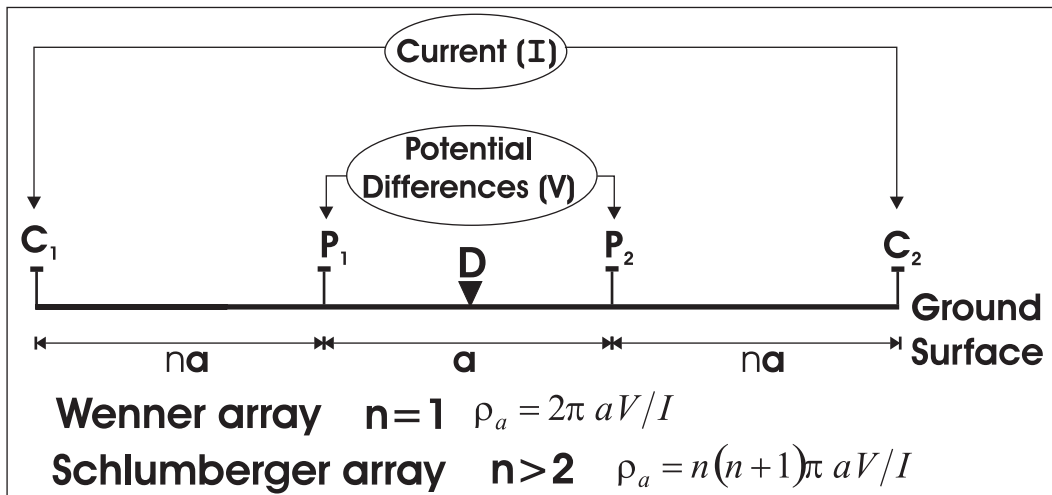 Current (I)
Potential
Differences (V)
C₁ P₁ D P₂ C₂
Ground
Surface
na a na
Wenner array n=1 ρₐ = 2π aV/I
Schlumberger array n>2 ρₐ = n(n+1)π aV/I